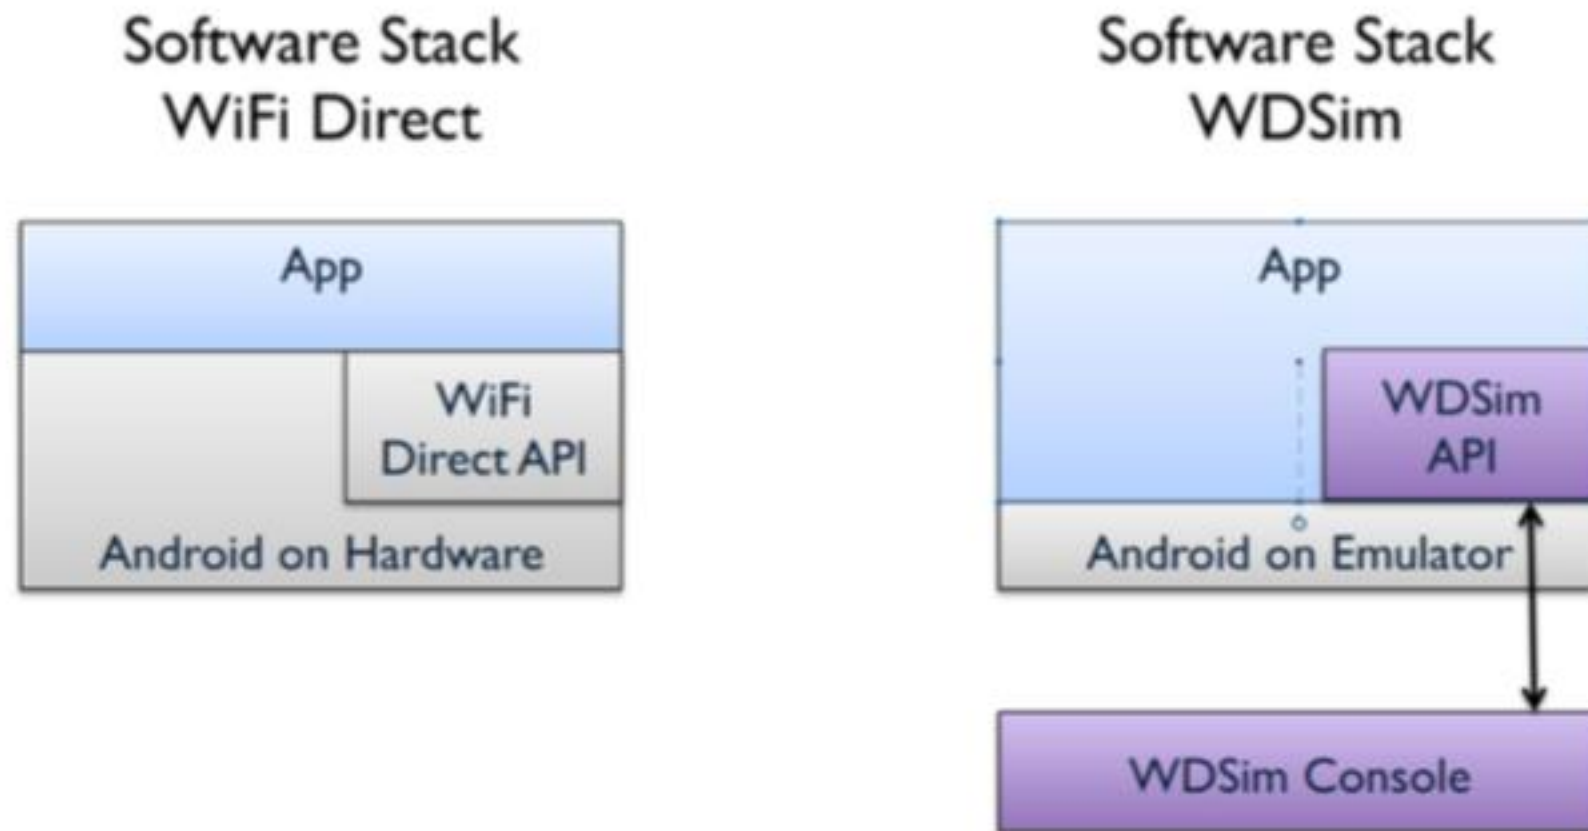 Software Stack
WiFi Direct
App
WiFi
Direct API
Android on Hardware
Software Stack
WDSim
App
WDSim
API
Android on Emulator
WDSim Console